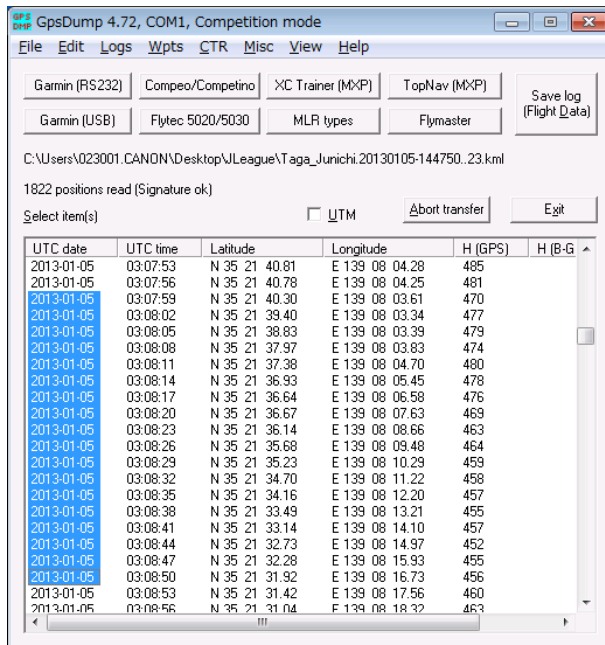 GPS DMP GpsDump 4.72, COM1, Competition mode
File Edit Logs Wpts CTR Misc View Help
Garmin (RS232) Compeo/Competino XC Trainer (MXP) TopNav (MXP) Save log (Flight Data)
Garmin (USB) Flytec 5020/5030 MLR types Flymaster
C:\Users\023001.CANON\Desktop\JLeague\Taga_Junichi.20130105-144750..23.kml
1822 positions read (Signature ok)
Select item(s) UTM Abort transfer Exit
UTC date UTC time Latitude Longitude H (GPS) H (B-G
2013-01-05 03:07:53 N 35 21 40.81 E 139 08 04.28 485
2013-01-05 03:07:56 N 35 21 40.78 E 139 08 04.25 481
2013-01-05 03:07:59 N 35 21 40.30 E 139 08 03.61 470
2013-01-05 03:08:02 N 35 21 39.40 E 139 08 03.34 477
2013-01-05 03:08:05 N 35 21 38.83 E 139 08 03.39 479
2013-01-05 03:08:08 N 35 21 37.97 E 139 08 03.83 474
2013-01-05 03:08:11 N 35 21 37.38 E 139 08 04.70 480
2013-01-05 03:08:14 N 35 21 36.93 E 139 08 05.45 478
2013-01-05 03:08:17 N 35 21 36.64 E 139 08 06.58 476
2013-01-05 03:08:20 N 35 21 36.67 E 139 08 07.63 469
2013-01-05 03:08:23 N 35 21 36.14 E 139 08 08.66 463
2013-01-05 03:08:26 N 35 21 35.68 E 139 08 09.48 464
2013-01-05 03:08:29 N 35 21 35.23 E 139 08 10.29 459
2013-01-05 03:08:32 N 35 21 34.70 E 139 08 11.22 458
2013-01-05 03:08:35 N 35 21 34.16 E 139 08 12.20 457
2013-01-05 03:08:38 N 35 21 33.49 E 139 08 13.21 455
2013-01-05 03:08:41 N 35 21 33.14 E 139 08 14.10 457
2013-01-05 03:08:44 N 35 21 32.73 E 139 08 14.97 452
2013-01-05 03:08:47 N 35 21 32.28 E 139 08 15.93 455
2013-01-05 03:08:50 N 35 21 31.92 E 139 08 16.73 456
2013-01-05 03:08:53 N 35 21 31.42 E 139 08 17.56 460
2013-01-05 03:08:56 N 35 21 31.04 E 139 08 18.32 463